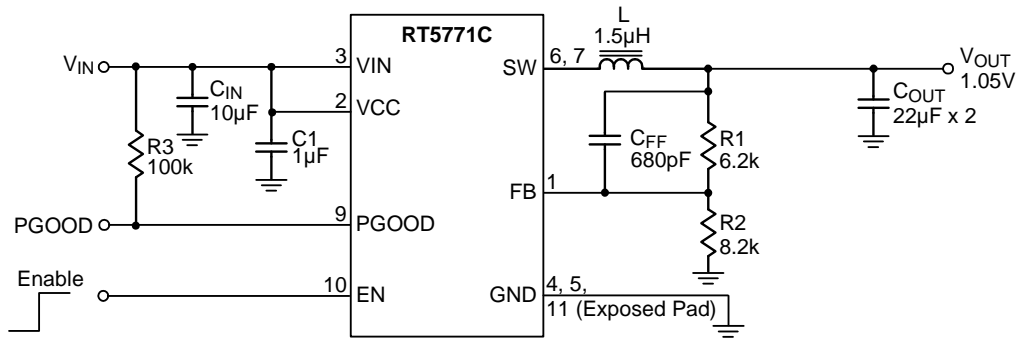 RT5771C
L
1.5µH
VIN
3
VIN
SW
6, 7
VOUT
1.05V
CIN
10µF
2
VCC
COUT
22µF x 2
R3
100k
C1
1µF
CFF
680pF
R1
6.2k
FB
1
PGOOD
9
PGOOD
R2
8.2k
Enable
10
EN
GND
4, 5,
11 (Exposed Pad)